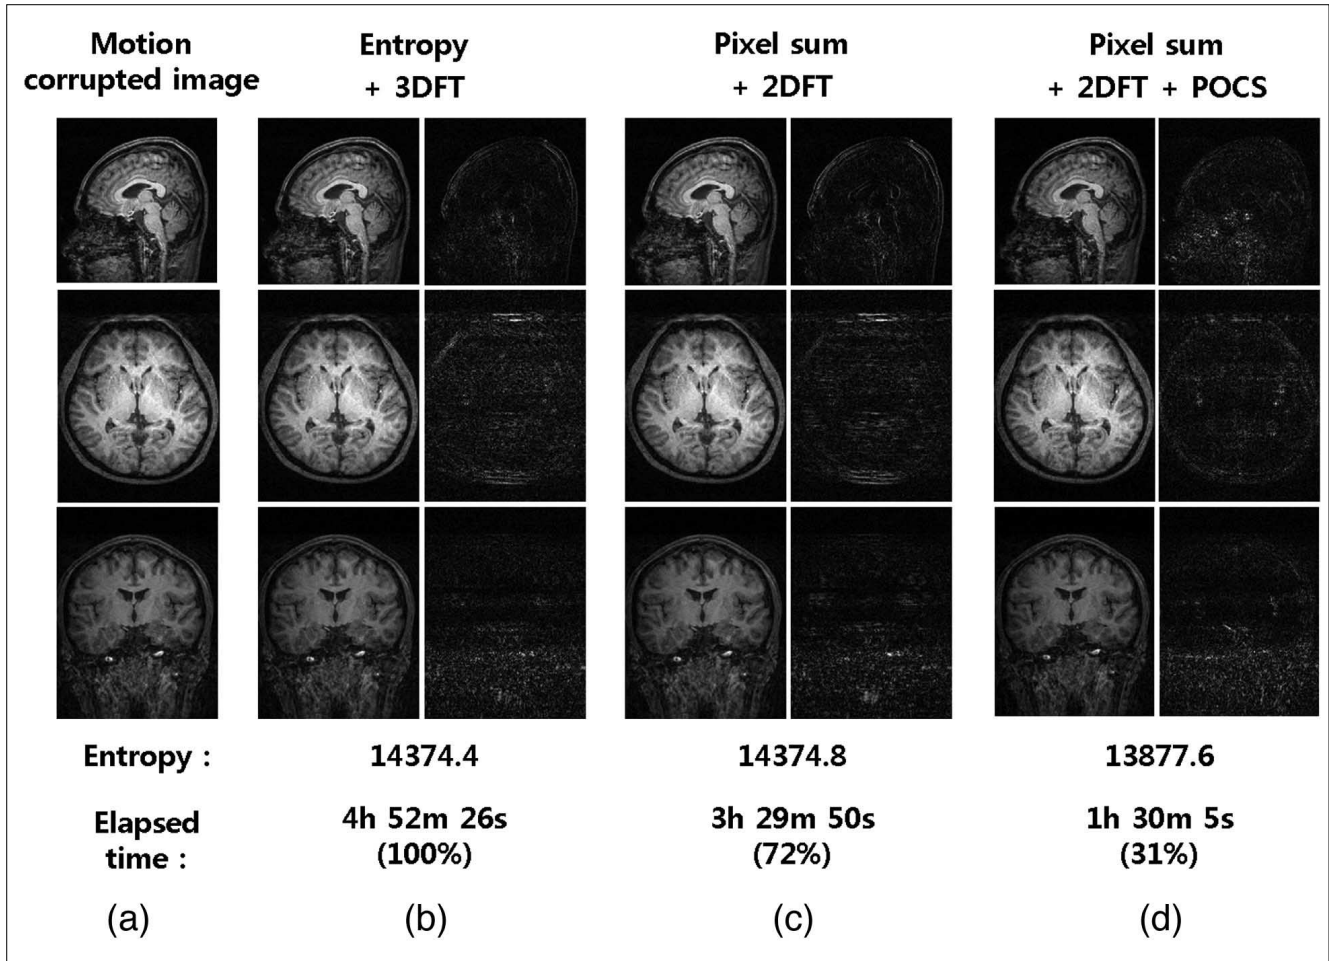 Motion
corrupted image
Entropy
+ 3DFT
Pixel sum
+ 2DFT
Pixel sum
+ 2DFT + POCS
Entropy :
14374.4
14374.8
13877.6
Elapsed
time :
4h 52m 26s
(100%)
3h 29m 50s
(72%)
1h 30m 5s
(31%)
(a)
(b)
(c)
(d)